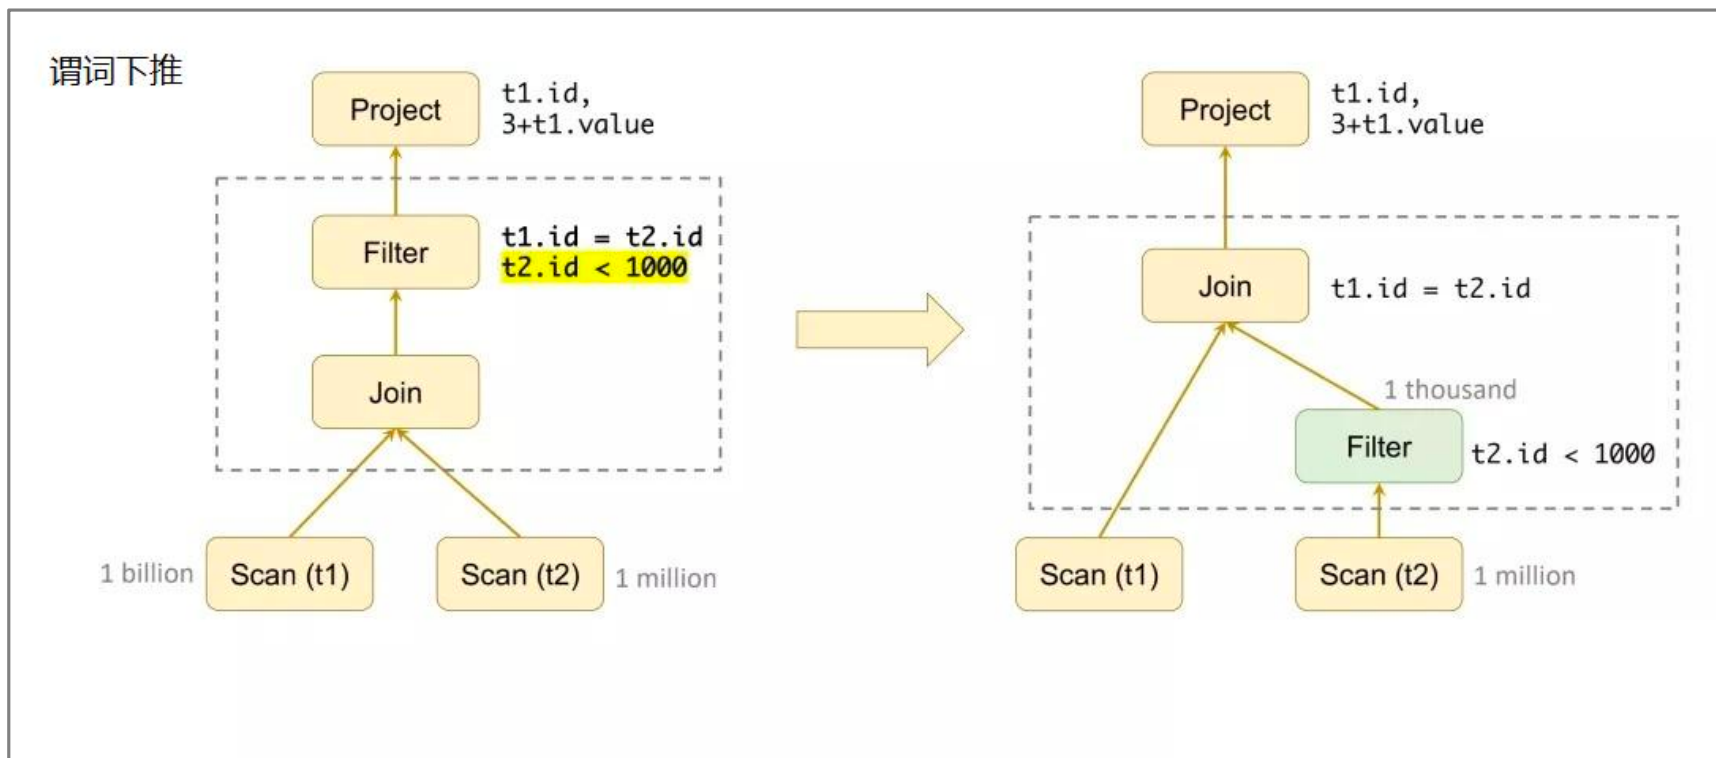 谓词下推
Project
t1.id,
3+t1.value
Filter
t1.id = t2.id
t2.id < 1000
Join
1 billion
Scan (t1)
Scan (t2)
1 million
Project
t1.id,
3+t1.value
Join
t1.id = t2.id
1 thousand
Filter
t2.id < 1000
Scan (t1)
Scan (t2)
1 million